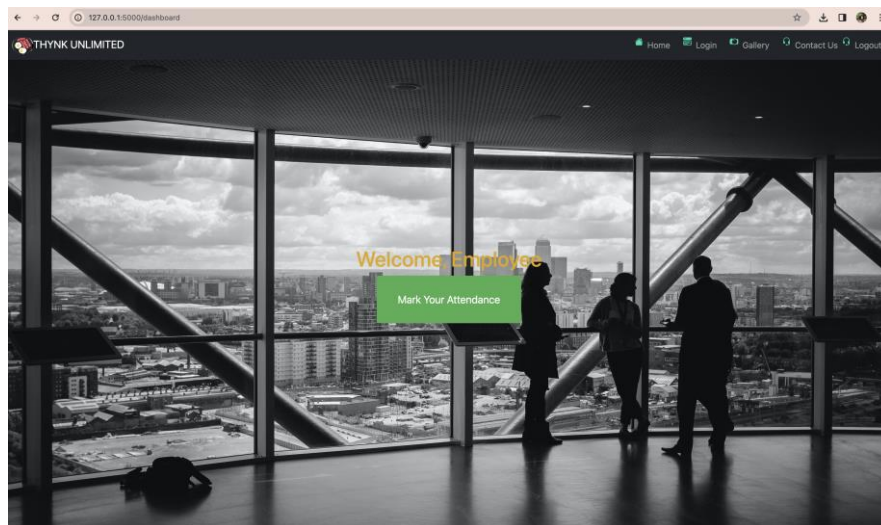 127.0.0.1:5000/dashboard
THYNK UNLIMITED
Home Login Gallery Contact Us Logout
Welcome, Employee
Mark Your Attendance